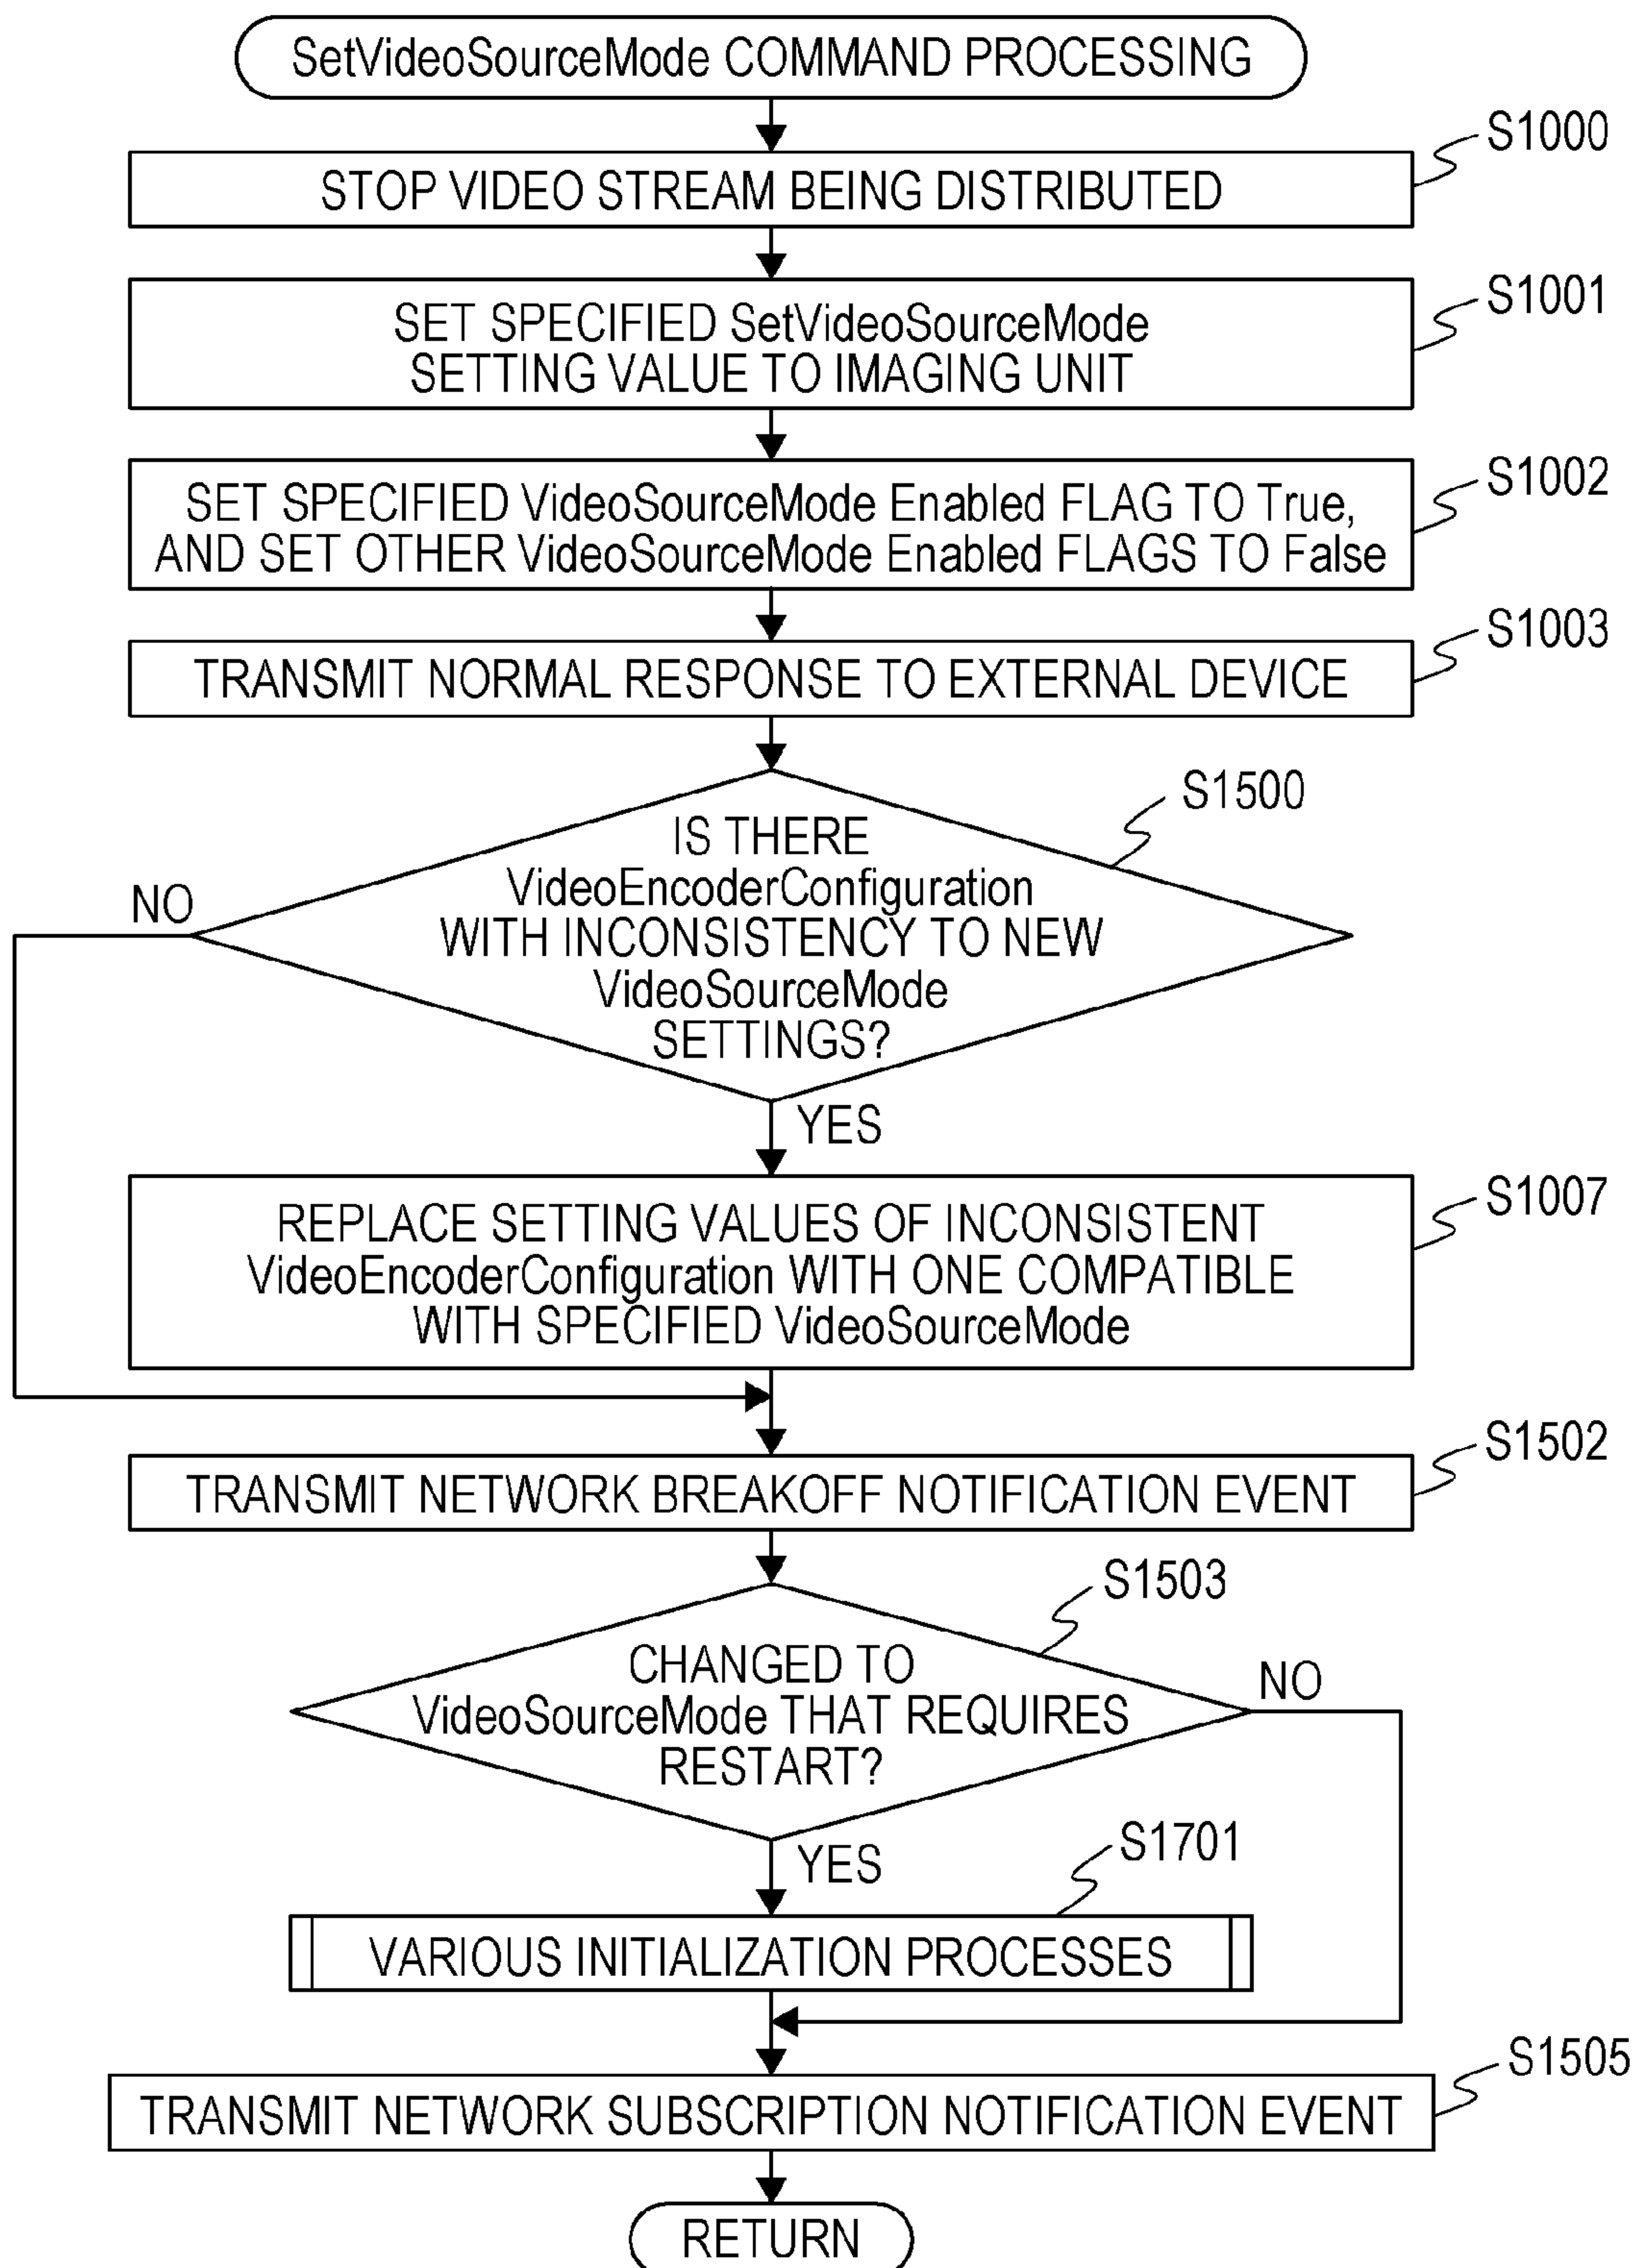 SetVideoSourceMode COMMAND PROCESSING
S1000
STOP VIDEO STREAM BEING DISTRIBUTED
S1001
SET SPECIFIED SetVideoSourceMode
SETTING VALUE TO IMAGING UNIT
S1002
SET SPECIFIED VideoSourceMode Enabled FLAG TO True,
AND SET OTHER VideoSourceMode Enabled FLAGS TO False
S1003
TRANSMIT NORMAL RESPONSE TO EXTERNAL DEVICE
S1500
IS THERE
VideoEncoderConfiguration
WITH INCONSISTENCY TO NEW
VideoSourceMode
SETTINGS?
NO
YES
S1007
REPLACE SETTING VALUES OF INCONSISTENT
VideoEncoderConfiguration WITH ONE COMPATIBLE
WITH SPECIFIED VideoSourceMode
S1502
TRANSMIT NETWORK BREAKOFF NOTIFICATION EVENT
S1503
CHANGED TO
VideoSourceMode THAT REQUIRES
RESTART?
NO
YES
S1701
VARIOUS INITIALIZATION PROCESSES
S1505
TRANSMIT NETWORK SUBSCRIPTION NOTIFICATION EVENT
RETURN